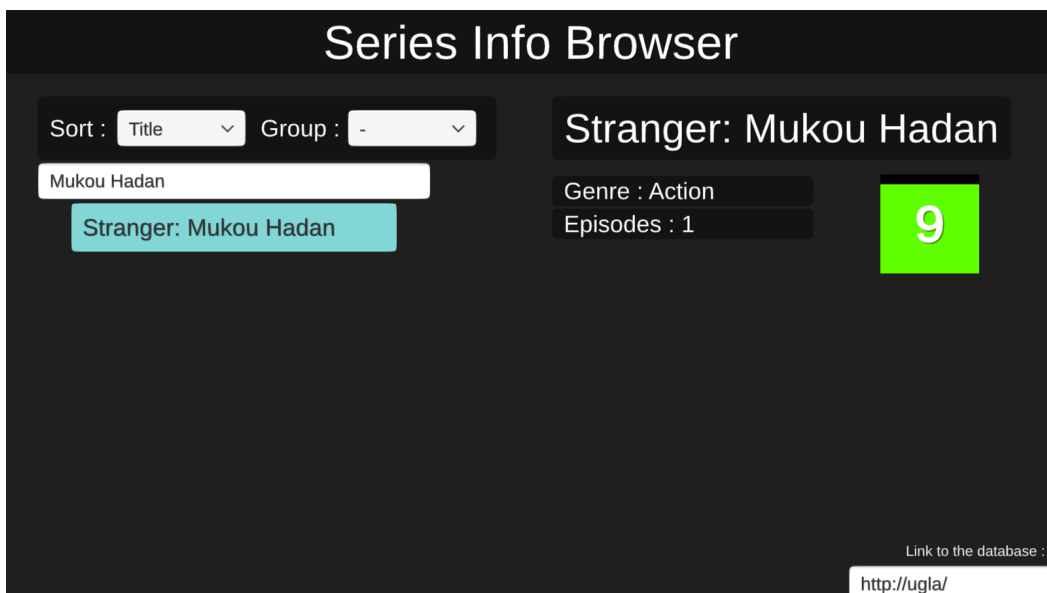 Series Info Browser
Sort : Title Group : -
Mukou Hadan
Stranger: Mukou Hadan
Stranger: Mukou Hadan
Genre : Action
Episodes : 1
9
Link to the database :
http://ugla/